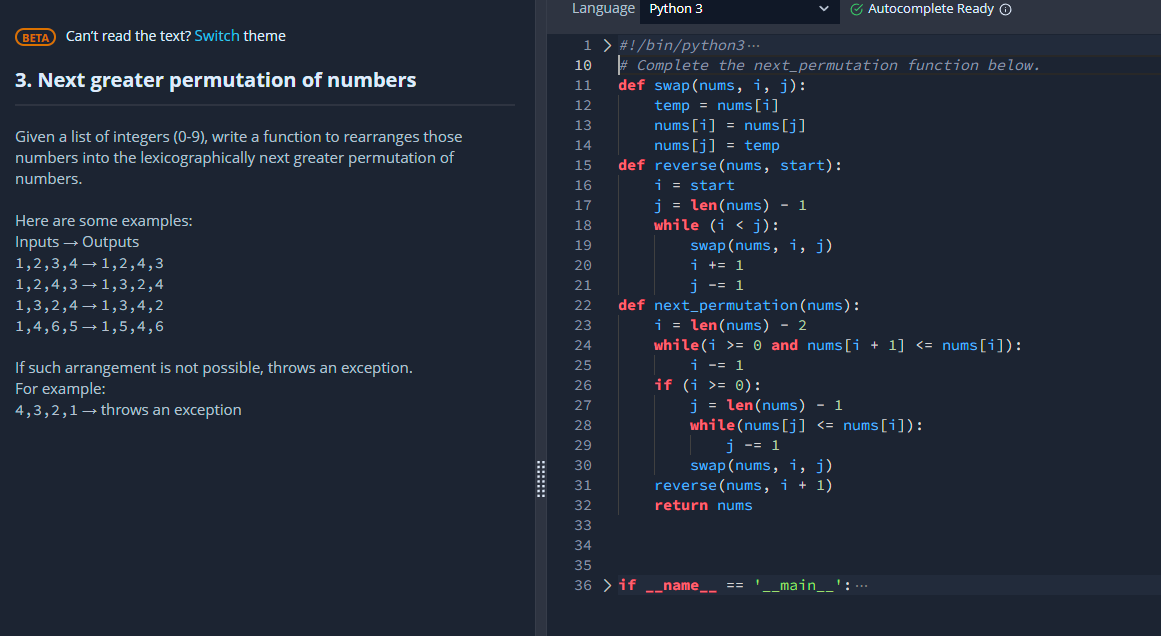 Language Python 3 Autocomplete Ready
BETA Can't read the text? Switch theme
3. Next greater permutation of numbers
Given a list of integers (0-9), write a function to rearranges those
numbers into the lexicographically next greater permutation of
numbers.
Here are some examples:
Inputs → Outputs
1,2,3,4 → 1,2,4,3
1,2,4,3 → 1,3,2,4
1,3,2,4 → 1,3,4,2
1,4,6,5 → 1,5,4,6
If such arrangement is not possible, throws an exception.
For example:
4,3,2,1 → throws an exception
1 #!/bin/python3 ···
10 # Complete the next_permutation function below.
11 def swap(nums, i, j):
12     temp = nums[i]
13     nums[i] = nums[j]
14     nums[j] = temp
15 def reverse(nums, start):
16     i = start
17     j = len(nums) - 1
18     while (i < j):
19         swap(nums, i, j)
20         i += 1
21         j -= 1
22 def next_permutation(nums):
23     i = len(nums) - 2
24     while(i >= 0 and nums[i + 1] <= nums[i]):
25         i -= 1
26     if (i >= 0):
27         j = len(nums) - 1
28         while(nums[j] <= nums[i]):
29             j -= 1
30         swap(nums, i, j)
31     reverse(nums, i + 1)
32     return nums
33
34
35
36 if __name__ == '__main__': ···